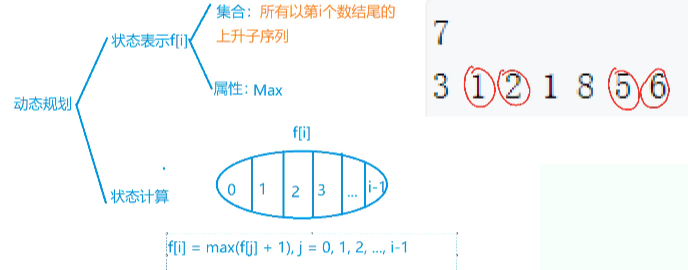 集合：所有以第i个数结尾的
上升子序列
状态表示f[i]
属性：Max
动态规划
状态计算
f[i]
0 1 2 3 ... i-1
f[i] = max(f[j] + 1), j = 0, 1, 2, ..., i-1
7
3 1 2 1 8 5 6